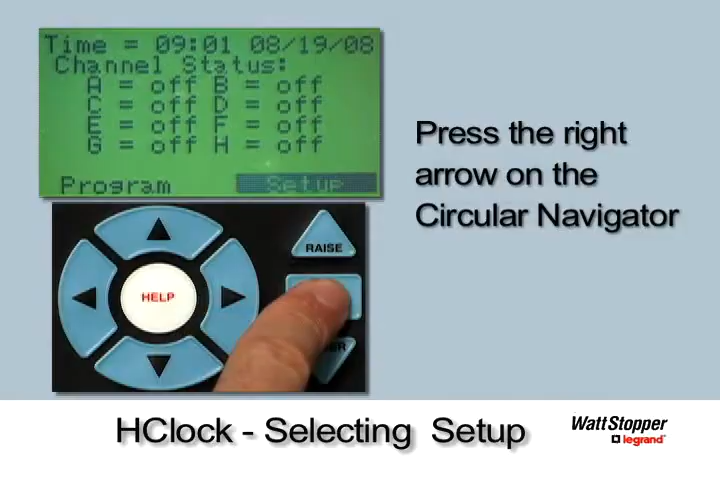 Time = 09:01 08/19/08
Channel Status:
A = off B = off
C = off D = off
E = off F = off
G = off H = off
Program Setup
Press the right
arrow on the
Circular Navigator
RAISE
HELP
HClock - Selecting Setup
WattStopper
legrand